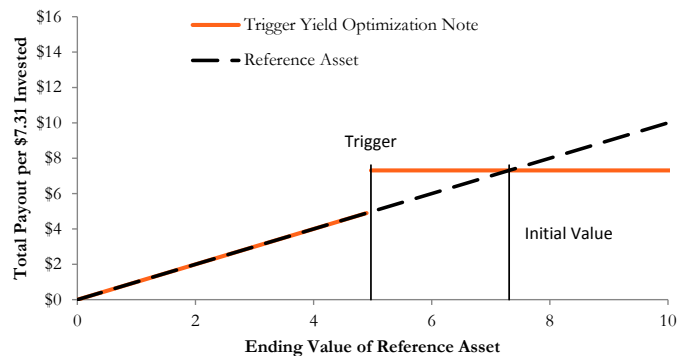 $16
$14
$12
$10
$8
$6
$4
$2
$0
Total Payout per $7.31 Invested
Trigger Yield Optimization Note
Reference Asset
Trigger
Initial Value
0
2
4
6
8
10
Ending Value of Reference Asset